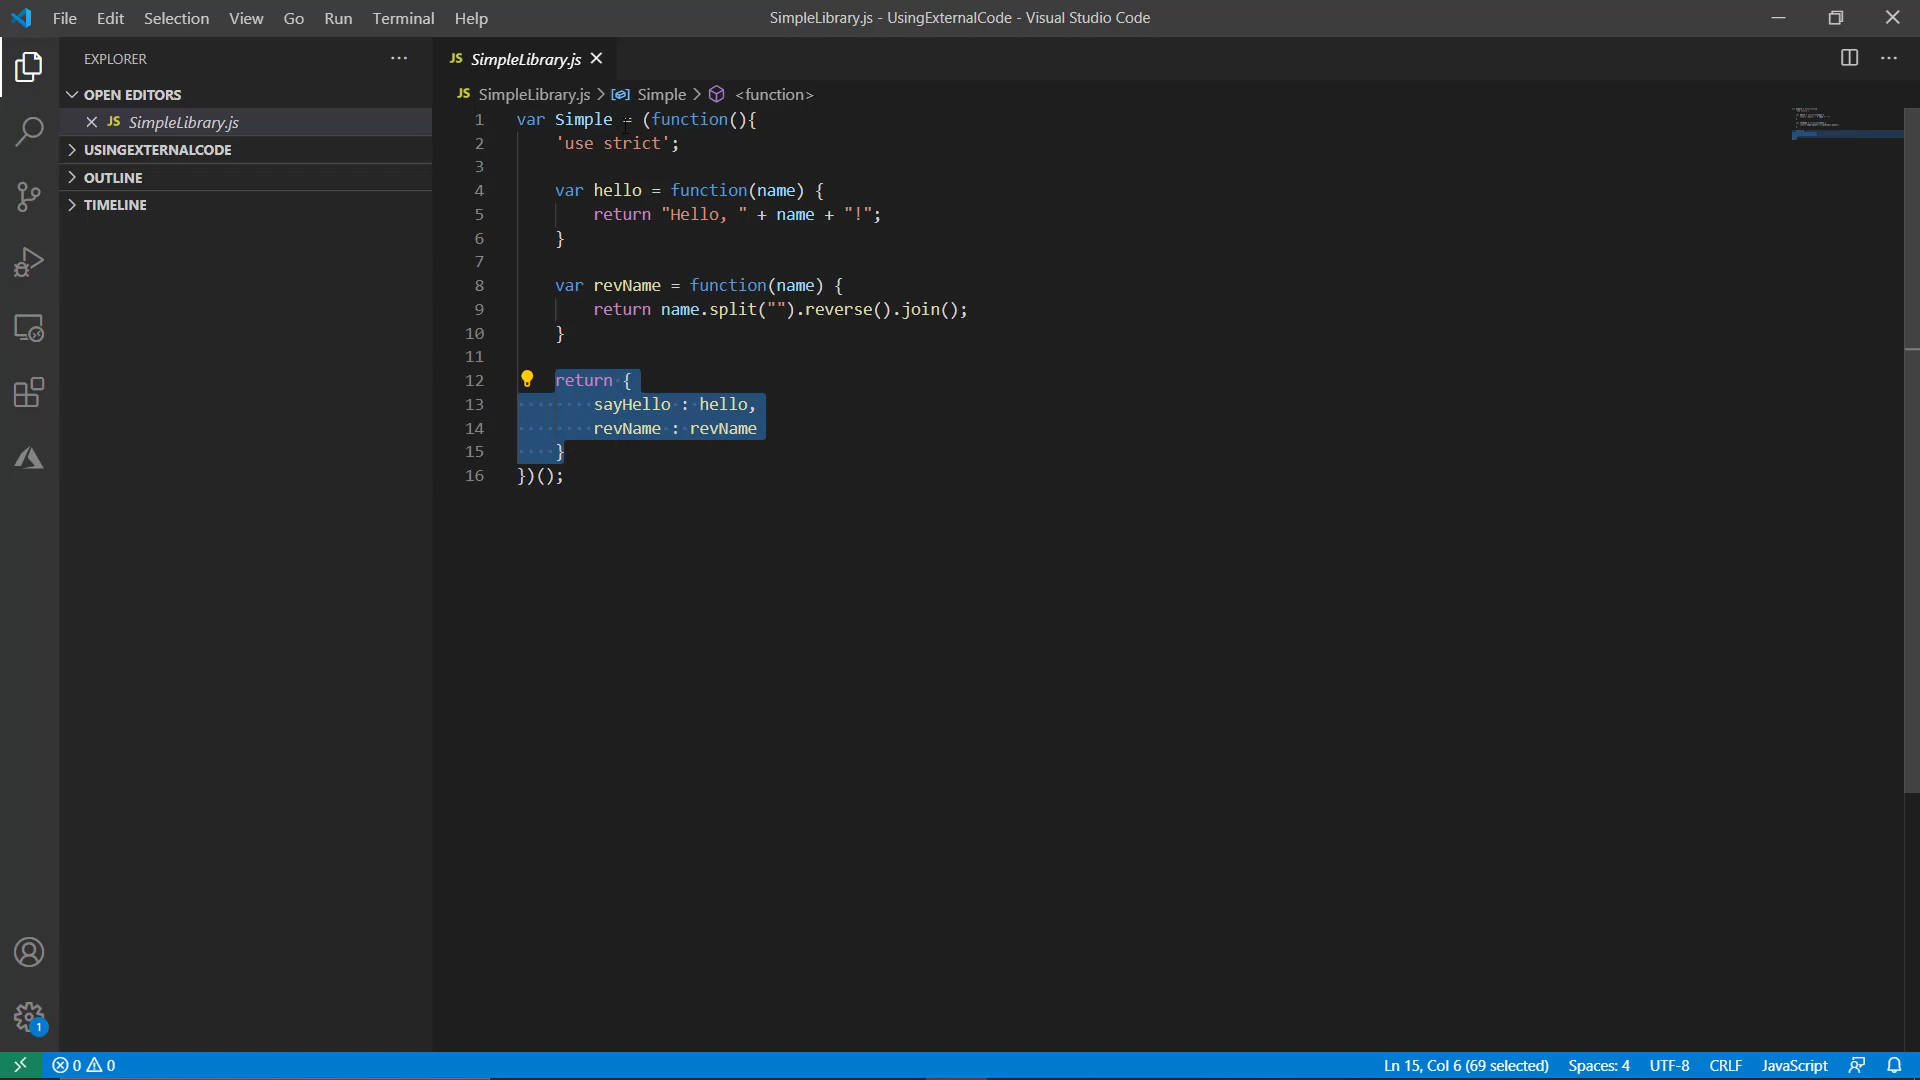 File Edit Selection View Go Run Terminal Help
SimpleLibrary.js - UsingExternalCode - Visual Studio Code
EXPLORER
OPEN EDITORS
JS SimpleLibrary.js
USINGEXTERNALCODE
OUTLINE
TIMELINE
JS SimpleLibrary.js
JS SimpleLibrary.js > Simple > <function>
1 var Simple = (function(){
2 'use strict';
3
4 var hello = function(name) {
5 return "Hello, " + name + "!";
6 }
7
8 var revName = function(name) {
9 return name.split("").reverse().join();
10 }
11
12 return {
13 sayHello : hello,
14 revName : revName
15 }
16 })();
1
0 0
Ln 15, Col 6 (69 selected) Spaces: 4 UTF-8 CRLF JavaScript